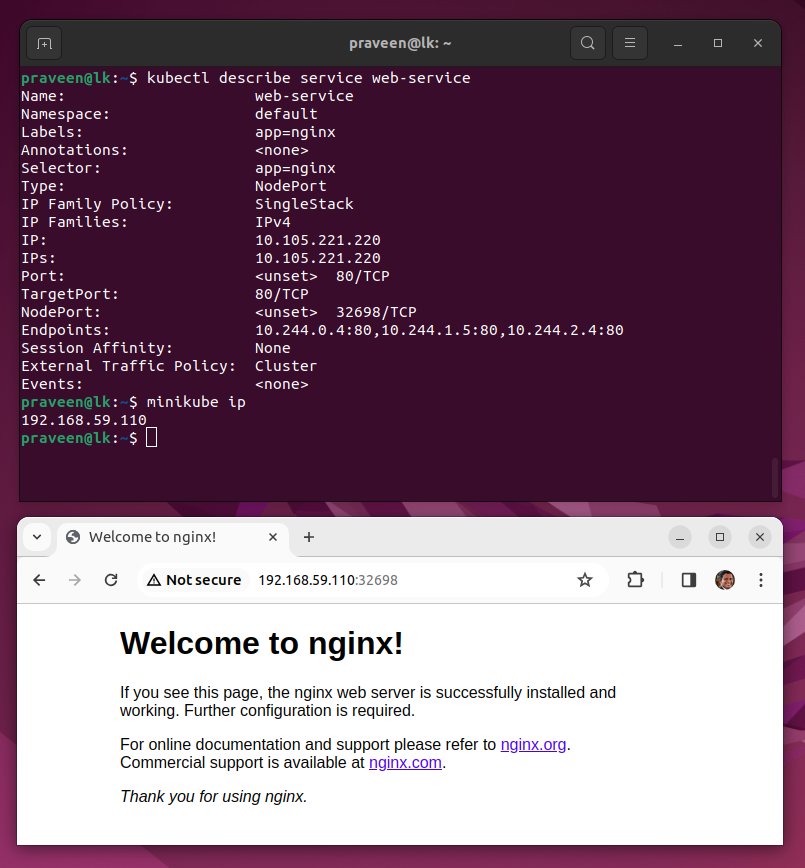 praveen@lk: ~
praveen@lk:~$ kubectl describe service web-service
Name:                     web-service
Namespace:                default
Labels:                   app=nginx
Annotations:              <none>
Selector:                 app=nginx
Type:                     NodePort
IP Family Policy:         SingleStack
IP Families:              IPv4
IP:                       10.105.221.220
IPs:                      10.105.221.220
Port:                     <unset>  80/TCP
TargetPort:               80/TCP
NodePort:                 <unset>  32698/TCP
Endpoints:                10.244.0.4:80,10.244.1.5:80,10.244.2.4:80
Session Affinity:         None
External Traffic Policy:  Cluster
Events:                   <none>
praveen@lk:~$ minikube ip
192.168.59.110
praveen@lk:~$
Welcome to nginx!
Not secure 192.168.59.110:32698
Welcome to nginx!
If you see this page, the nginx web server is successfully installed and
working. Further configuration is required.
For online documentation and support please refer to nginx.org.
Commercial support is available at nginx.com.
Thank you for using nginx.